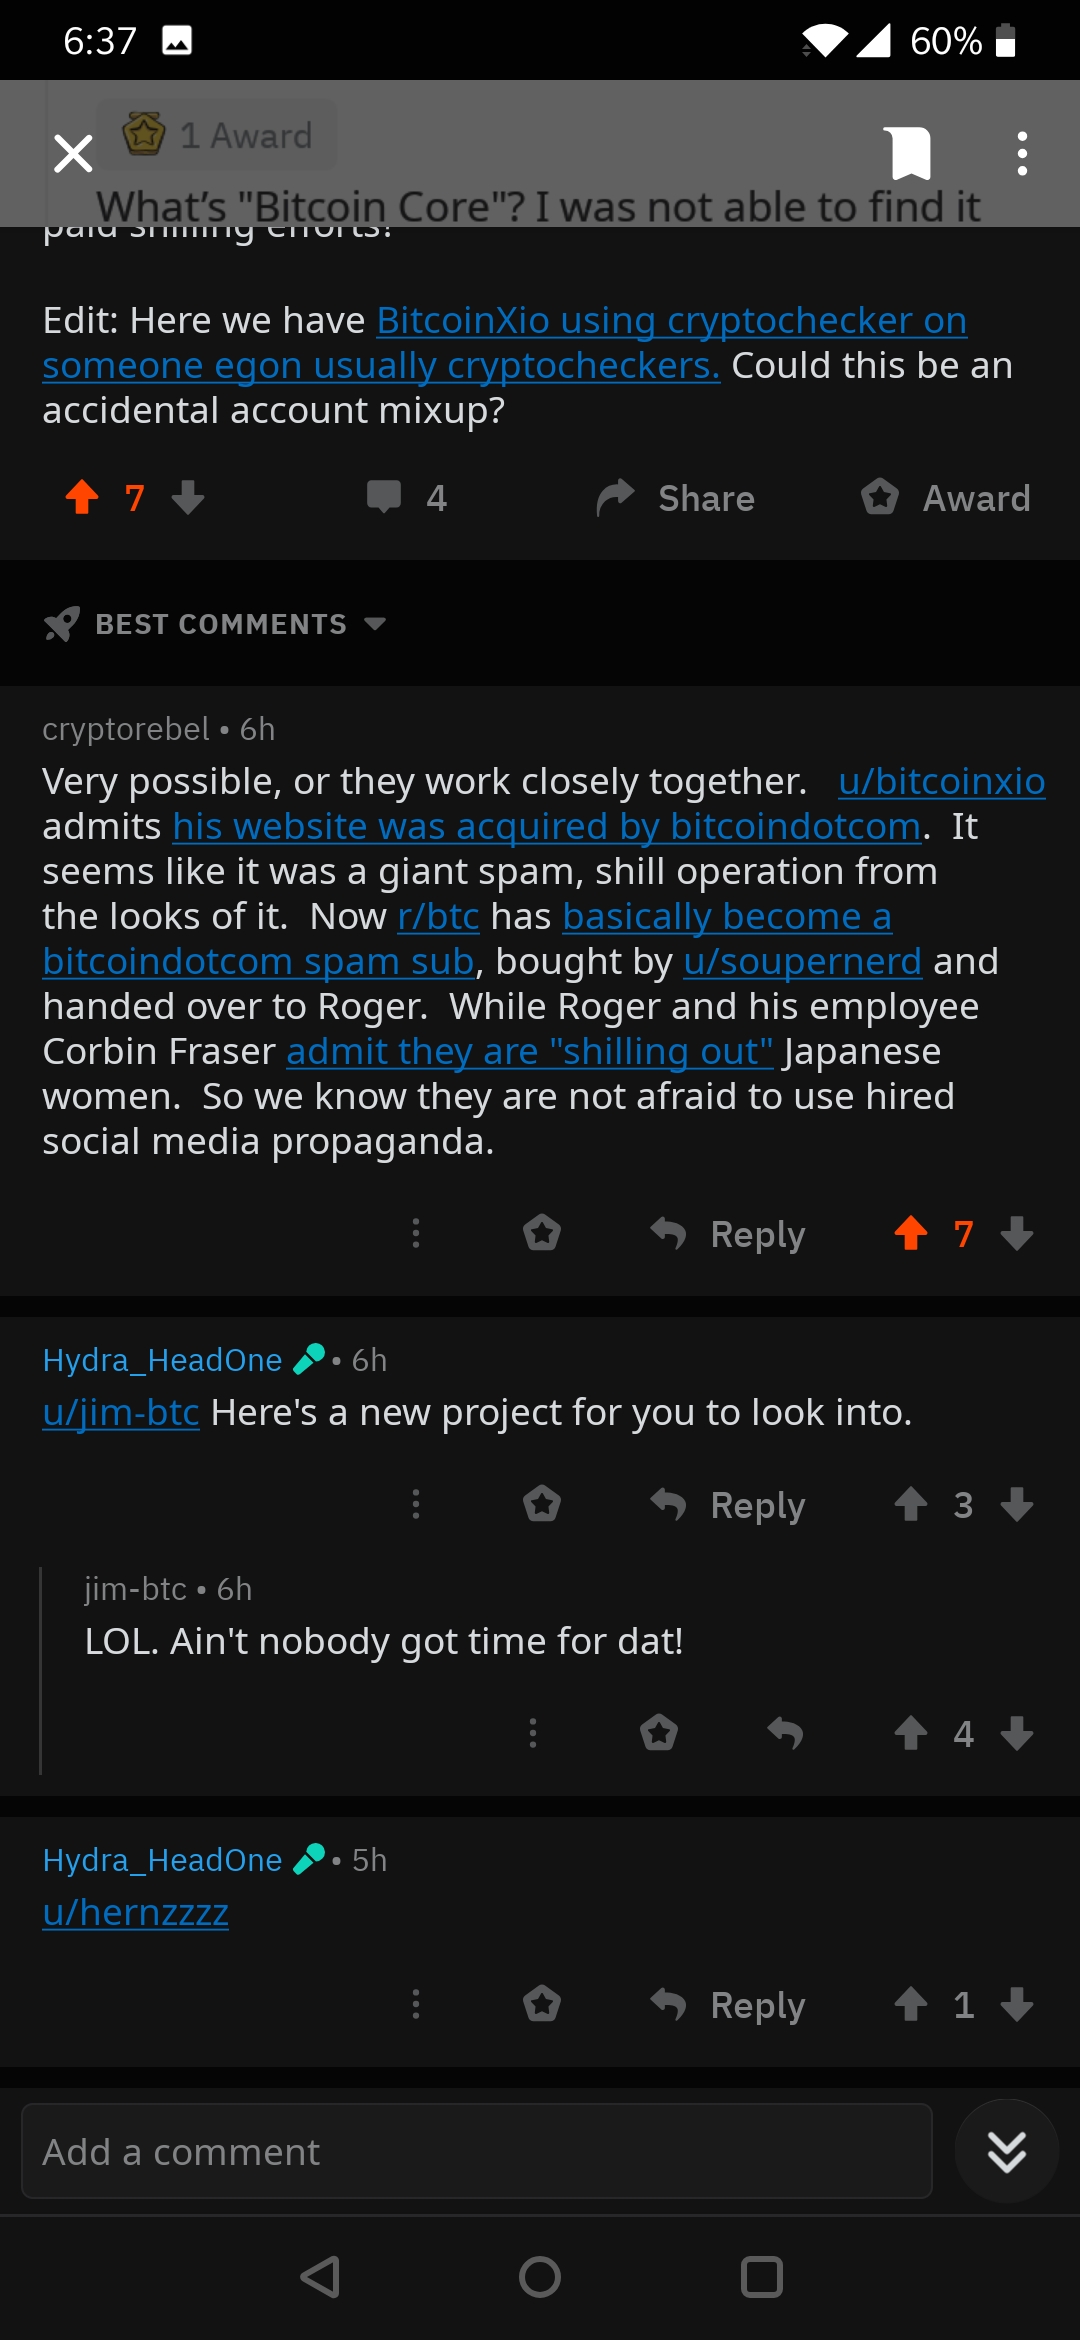 6:37
60%
1 Award
What's "Bitcoin Core"? I was not able to find it
paid shilling efforts!
Edit: Here we have BitcoinXio using cryptochecker on
someone egon usually cryptocheckers. Could this be an
accidental account mixup?
7
4
Share
Award
BEST COMMENTS
cryptorebel • 6h
Very possible, or they work closely together. u/bitcoinxio
admits his website was acquired by bitcoindotcom. It
seems like it was a giant spam, shill operation from
the looks of it. Now r/btc has basically become a
bitcoindotcom spam sub, bought by u/soupernerd and
handed over to Roger. While Roger and his employee
Corbin Fraser admit they are "shilling out" Japanese
women. So we know they are not afraid to use hired
social media propaganda.
Reply
7
Hydra_HeadOne • 6h
u/jim-btc Here's a new project for you to look into.
Reply
3
jim-btc • 6h
LOL. Ain't nobody got time for dat!
4
Hydra_HeadOne • 5h
u/hernzzzz
Reply
1
Add a comment